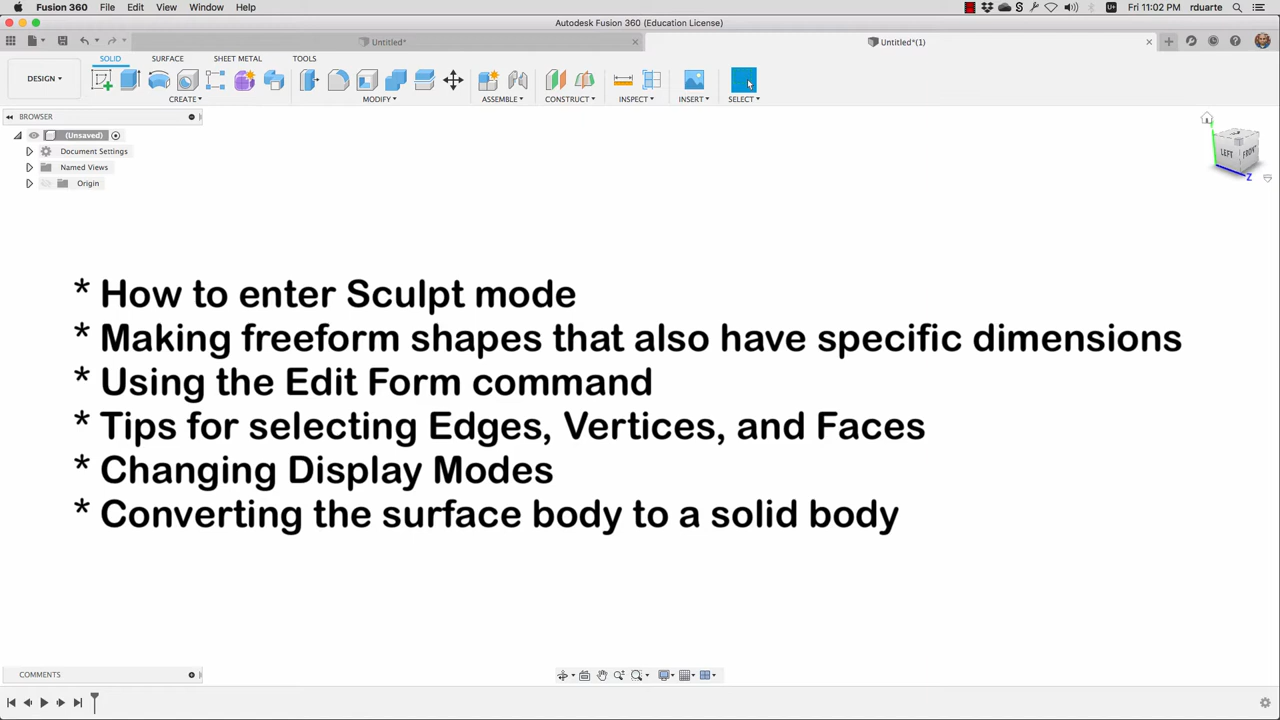 Fusion 360 File Edit View Window Help Fri 11:02 PM rduarte
Autodesk Fusion 360 (Education License)
Untitled* Untitled*(1)
SOLID SURFACE SHEET METAL TOOLS
DESIGN
CREATE MODIFY ASSEMBLE CONSTRUCT INSPECT INSERT SELECT
BROWSER
(Unsaved)
Document Settings
Named Views
Origin
LEFT FRONT
Z
* How to enter Sculpt mode
* Making freeform shapes that also have specific dimensions
* Using the Edit Form command
* Tips for selecting Edges, Vertices, and Faces
* Changing Display Modes
* Converting the surface body to a solid body
COMMENTS